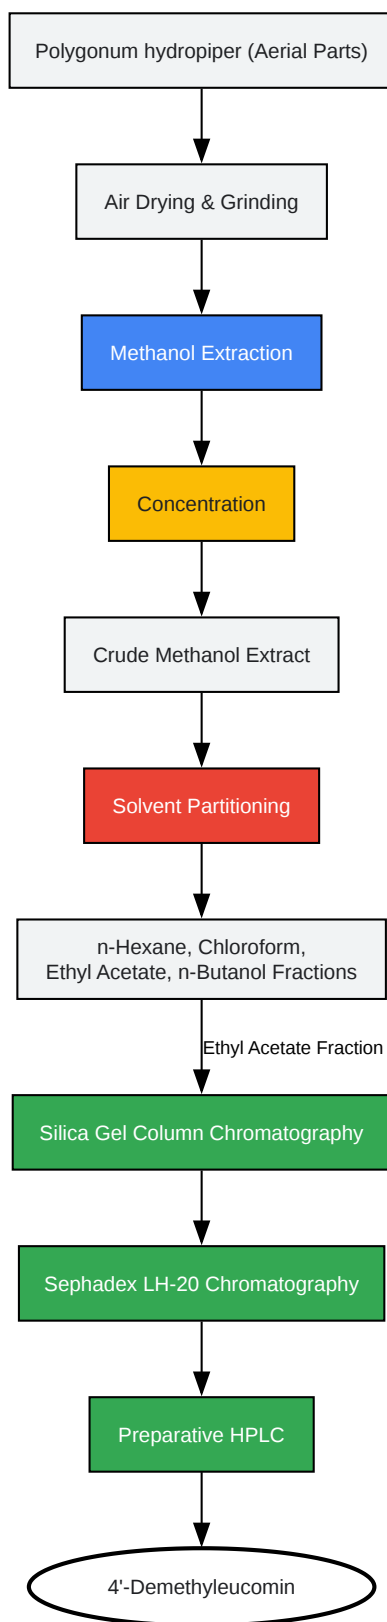 Polygonum hydropiper (Aerial Parts)
Air Drying & Grinding
Methanol Extraction
Concentration
Crude Methanol Extract
Solvent Partitioning
n-Hexane, Chloroform,
Ethyl Acetate, n-Butanol Fractions
Ethyl Acetate Fraction
Silica Gel Column Chromatography
Sephadex LH-20 Chromatography
Preparative HPLC
4'-Demethyleucomin